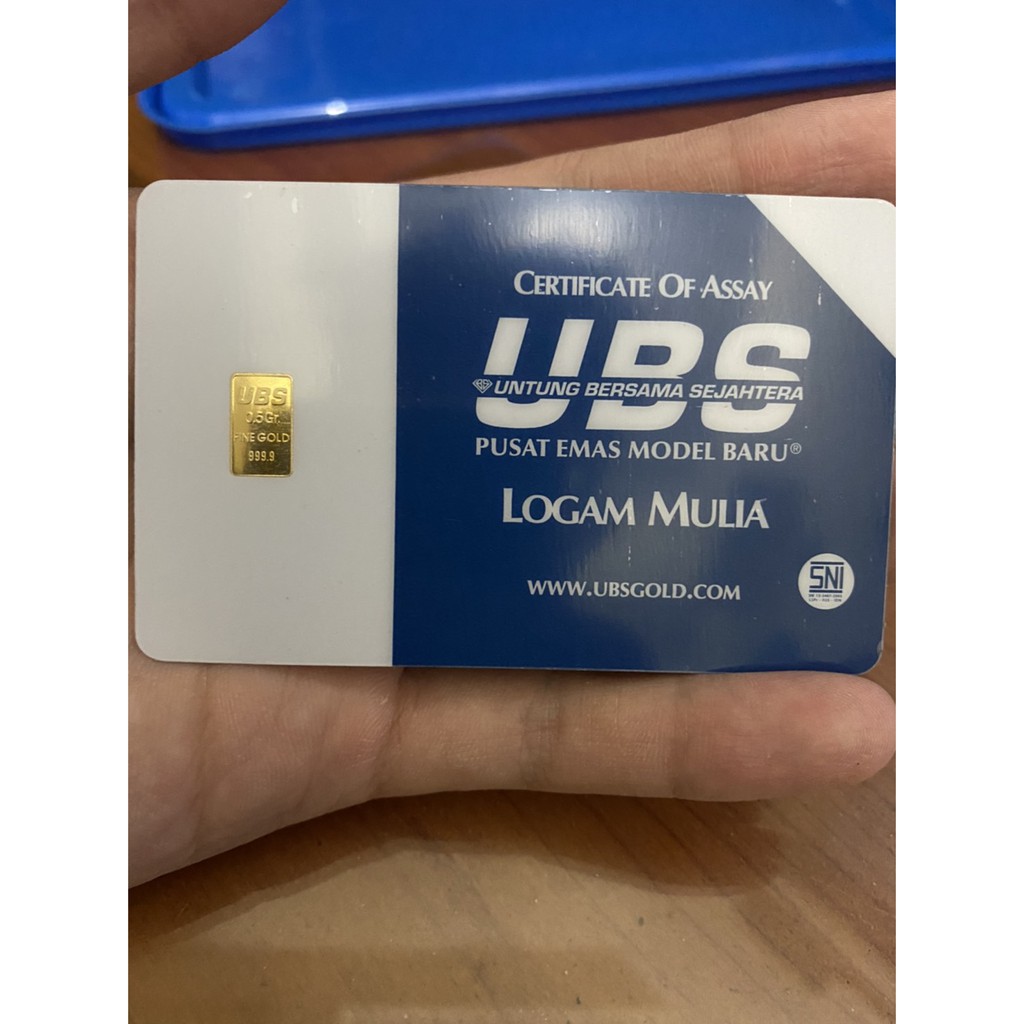 UBS
0.5Gr.
FINE GOLD
999.9
CERTIFICATE OF ASSAY
UBS
UNTUNG BERSAMA SEJAHTERA
PUSAT EMAS MODEL BARU®
LOGAM MULIA
WWW.UBSGOLD.COM
SNI